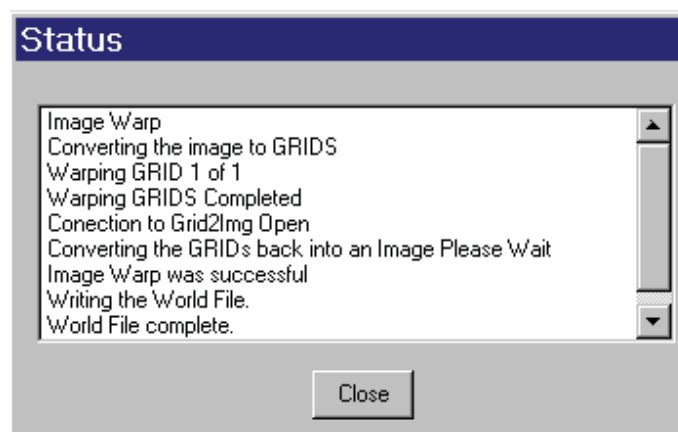 Status
Image Warp
Converting the image to GRIDS
Warping GRID 1 of 1
Warping GRIDS Completed
Conection to Grid2Img Open
Converting the GRIDs back into an Image Please Wait
Image Warp was successful
Writing the World File.
World File complete.
Close